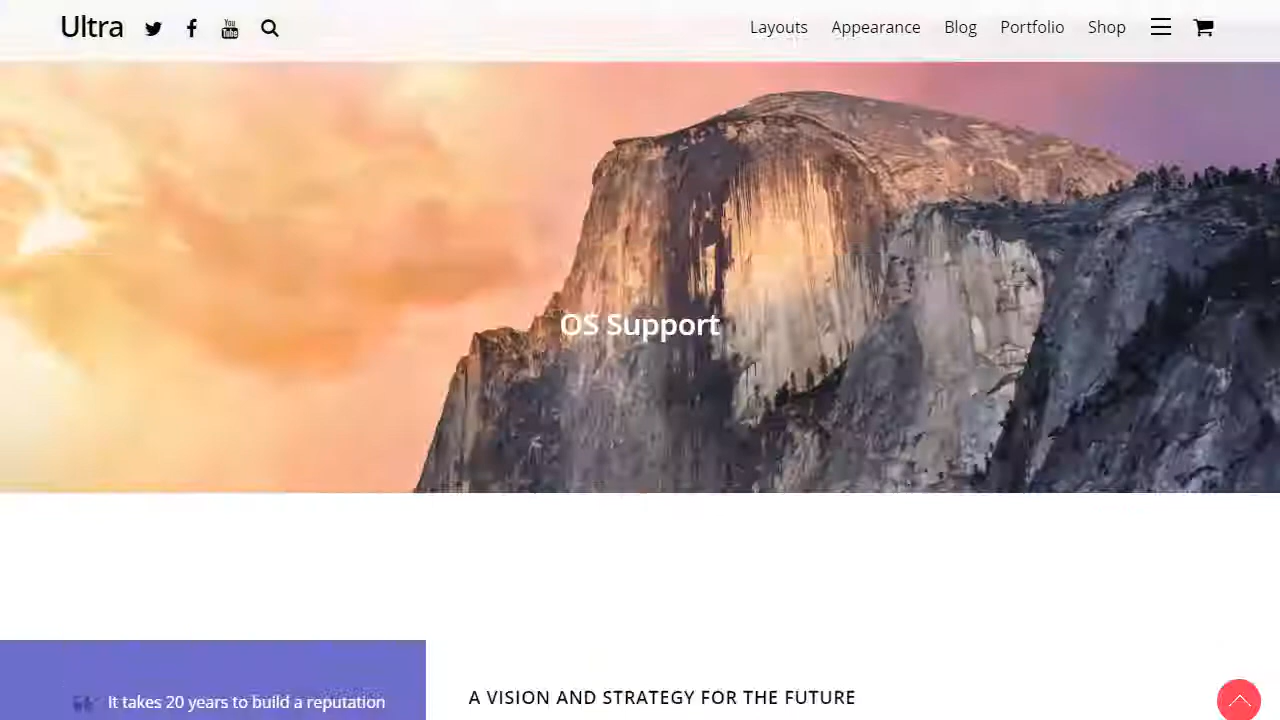 Ultra
Layouts Appearance Blog Portfolio Shop
OS Support
It takes 20 years to build a reputation
A VISION AND STRATEGY FOR THE FUTURE